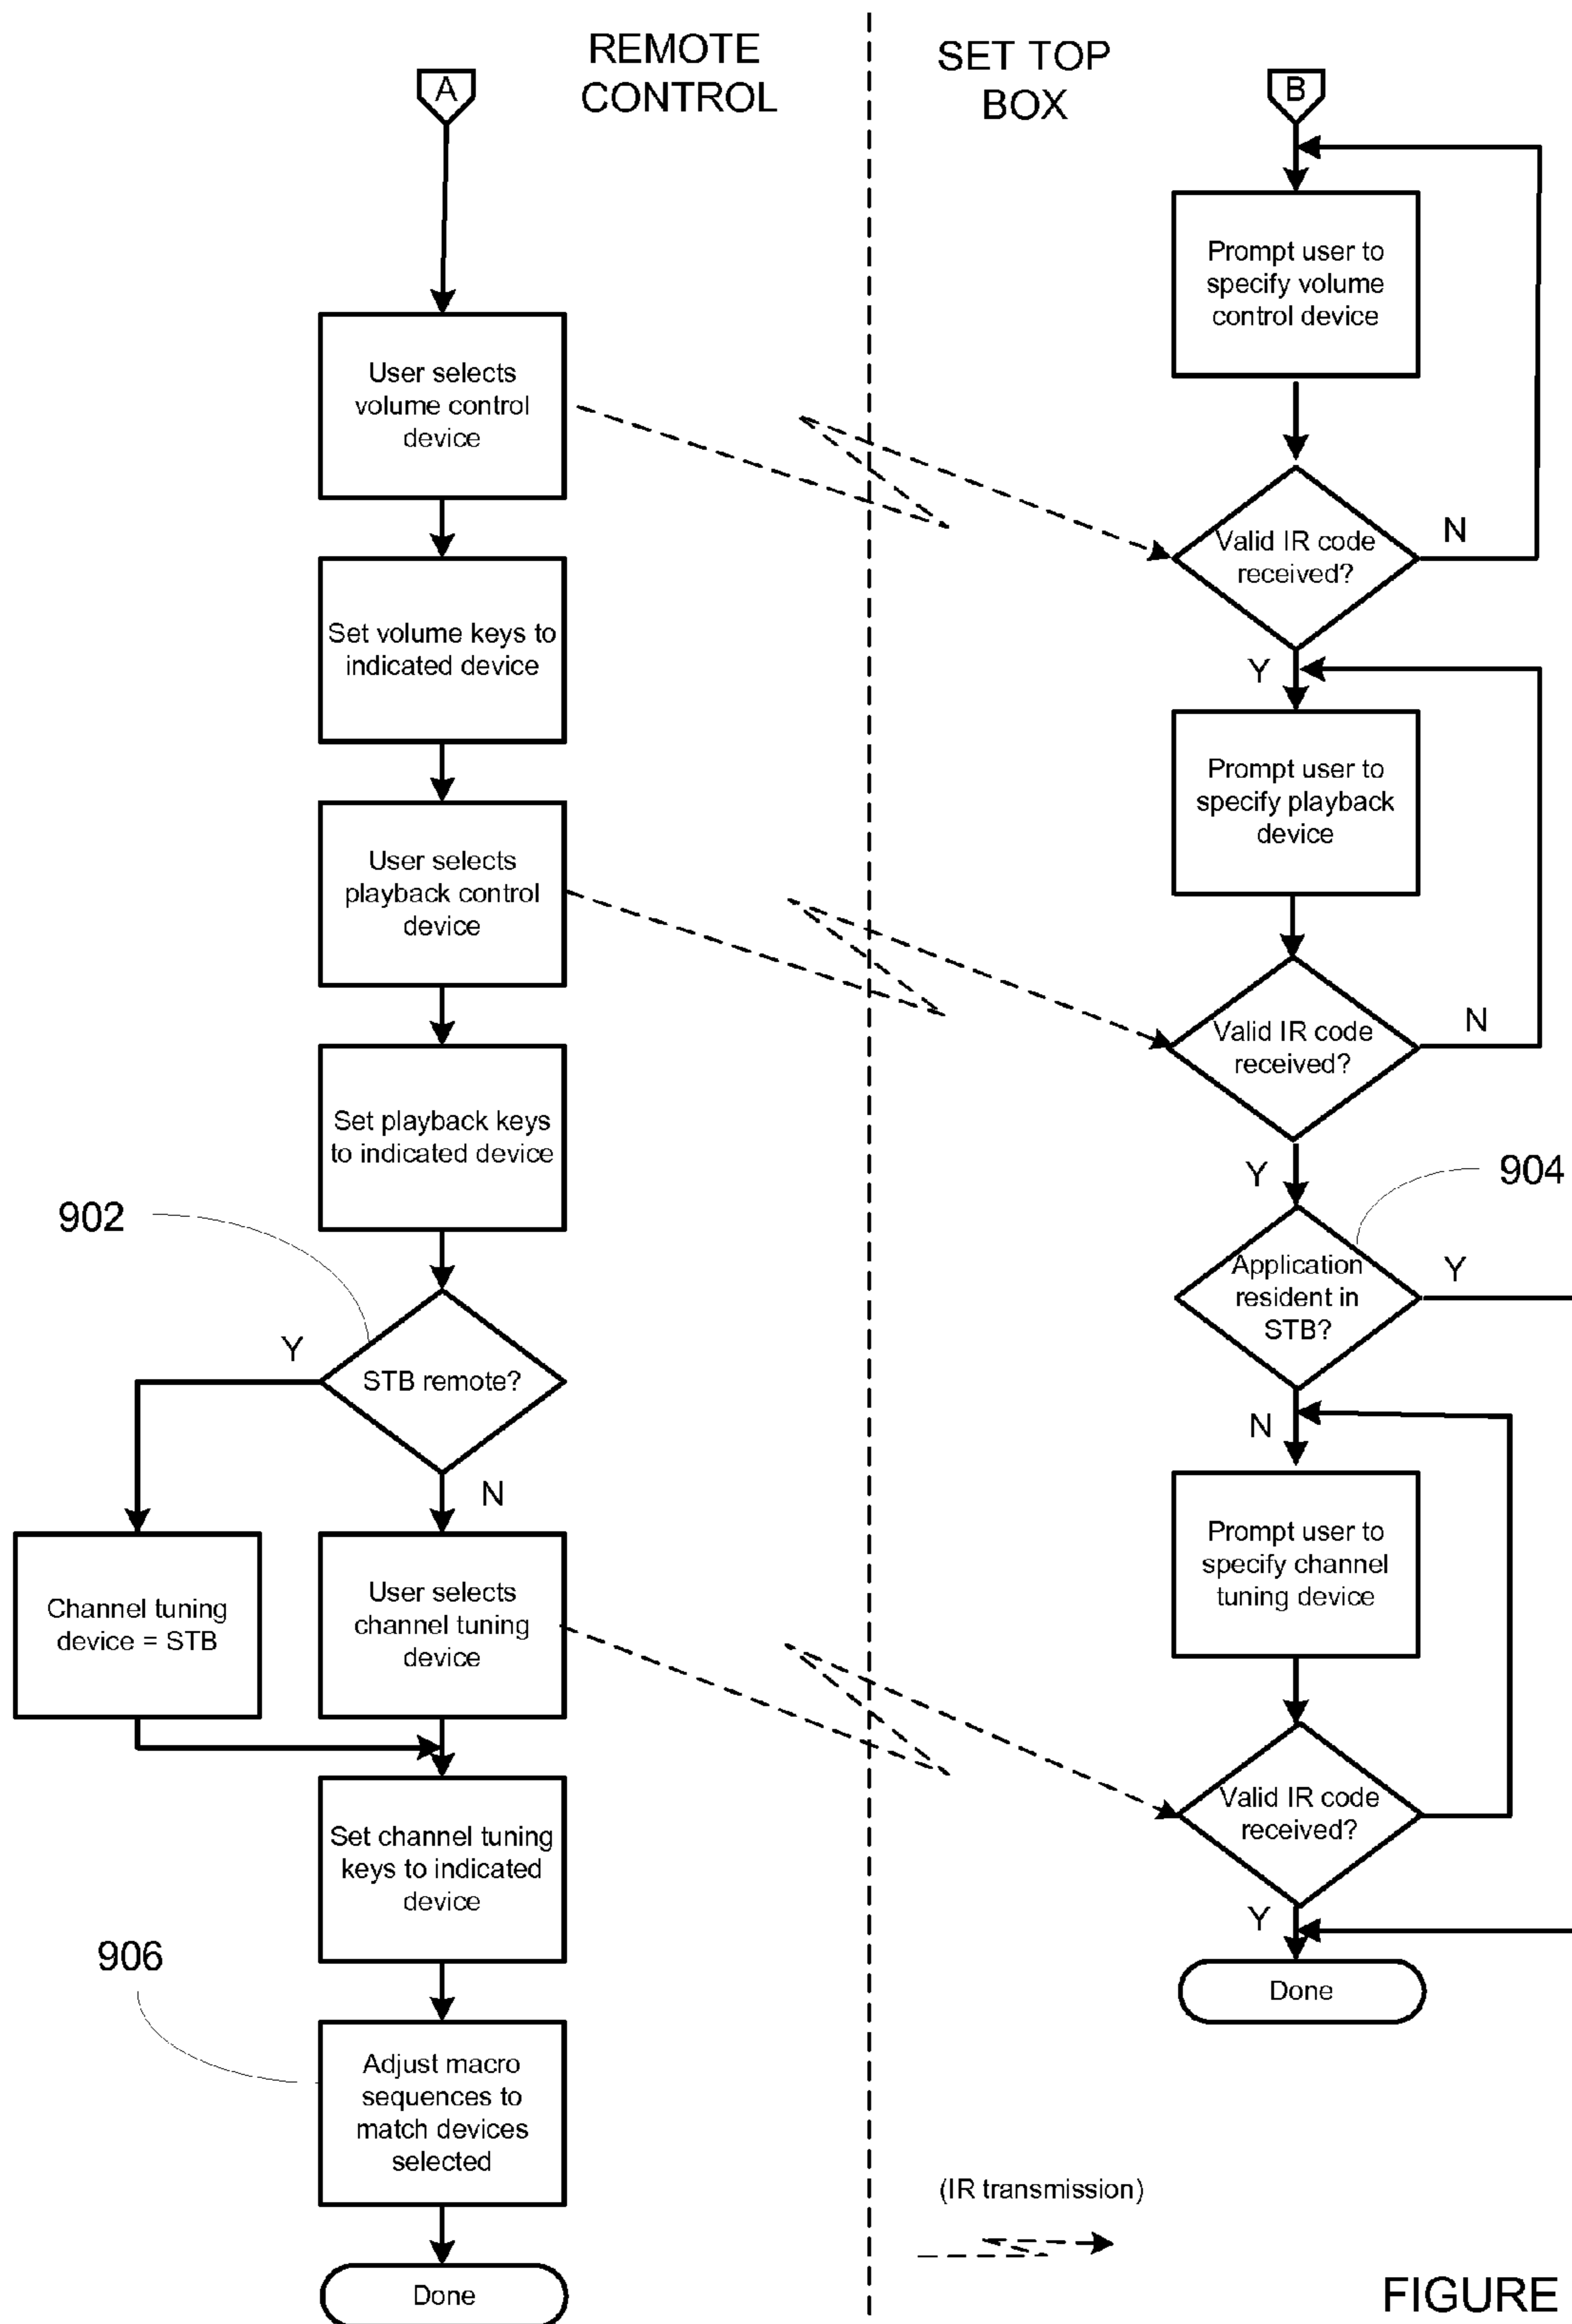 REMOTE
CONTROL
SET TOP
BOX
A
User selects
volume control
device
Set volume keys to
indicated device
User selects
playback control
device
Set playback keys
to indicated device
902
STB remote?
Y
N
Channel tuning
device = STB
User selects
channel tuning
device
Set channel tuning
keys to indicated
device
906
Adjust macro
sequences to
match devices
selected
Done
B
Prompt user to
specify volume
control device
Valid IR code
received?
N
Y
Prompt user to
specify playback
device
Valid IR code
received?
N
Y
904
Application
resident in
STB?
Y
N
Prompt user to
specify channel
tuning device
Valid IR code
received?
Y
Done
(IR transmission)
FIGURE